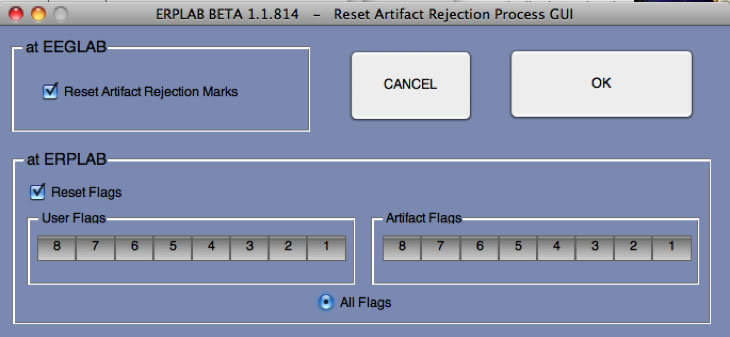 ERPLAB BETA 1.1.814 - Reset Artifact Rejection Process GUI
at EEGLAB
Reset Artifact Rejection Marks
CANCEL
OK
at ERPLAB
Reset Flags
User Flags
8 7 6 5 4 3 2 1
Artifact Flags
8 7 6 5 4 3 2 1
All Flags